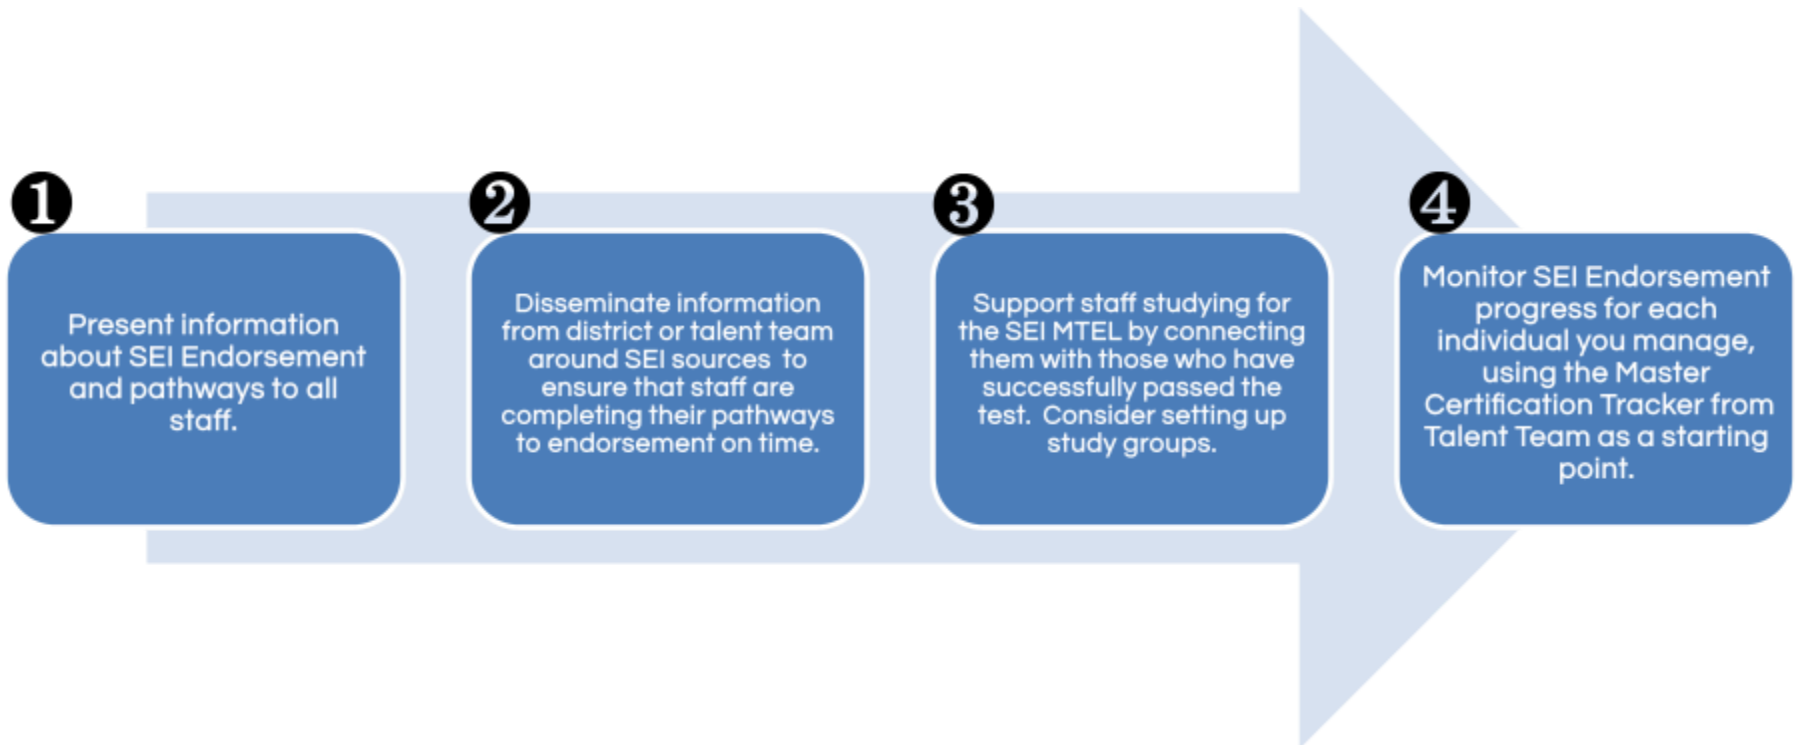 1
Present information
about SEI Endorsement
and pathways to all
staff.
2
Disseminate information
from district or talent team
around SEI sources  to
ensure that staff are
completing their pathways
to endorsement on time.
3
Support staff studying for
the SEI MTEL by connecting
them with those who have
successfully passed the
test.  Consider setting up
study groups.
4
Monitor SEI Endorsement
progress for each
individual you manage,
using the Master
Certification Tracker from
Talent Team as a starting
point.